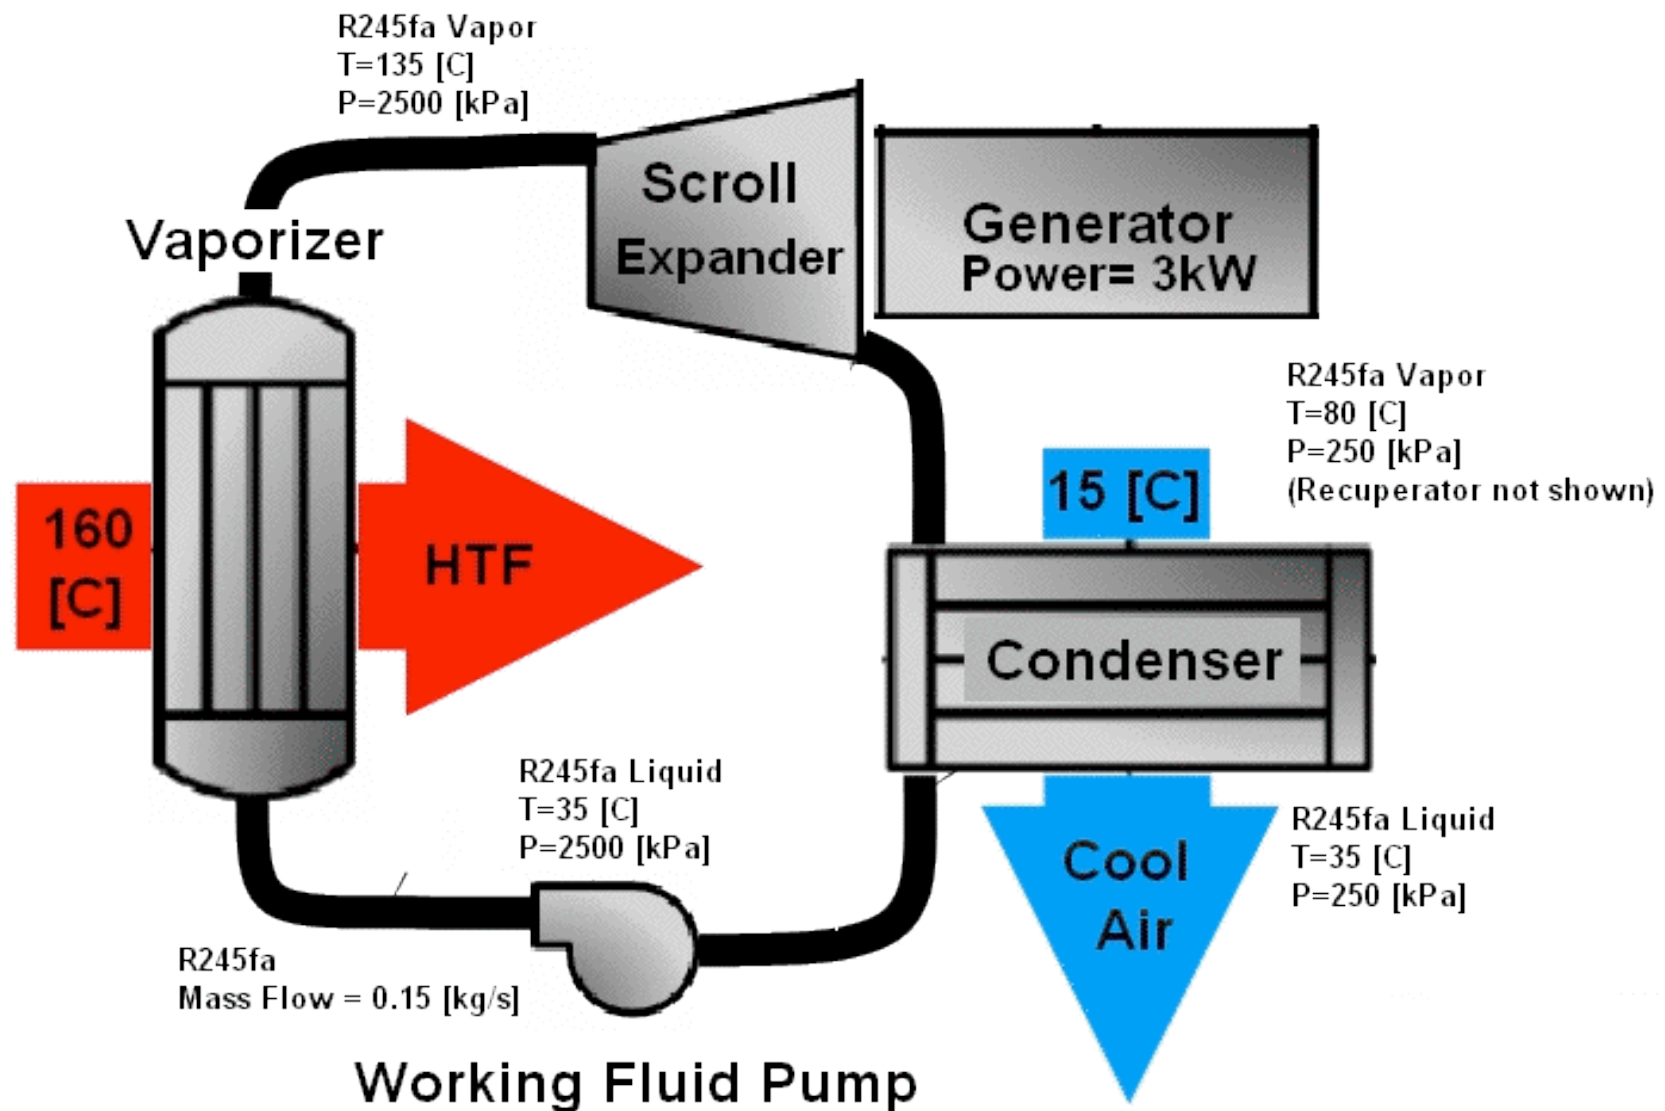 R245fa Vapor
T=135 [C]
P=2500 [kPa]
Scroll
Expander
Generator
Power= 3kW
Vaporizer
R245fa Vapor
T=80 [C]
P=250 [kPa]
(Recuperator not shown)
15 [C]
160
[C]
HTF
Condenser
R245fa Liquid
T=35 [C]
P=2500 [kPa]
R245fa Liquid
T=35 [C]
P=250 [kPa]
Cool
Air
R245fa
Mass Flow = 0.15 [kg/s]
Working Fluid Pump